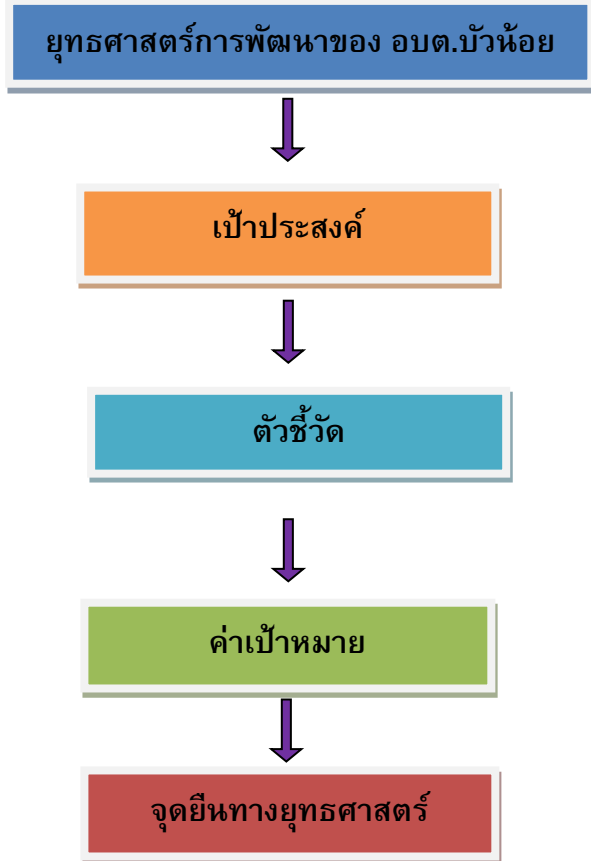 ยุทธศาสตร์การพัฒนาของ อบต.บัวน้อย
เป้าประสงค์
ตัวชี้วัด
ค่าเป้าหมาย
จุดยืนทางยุทธศาสตร์